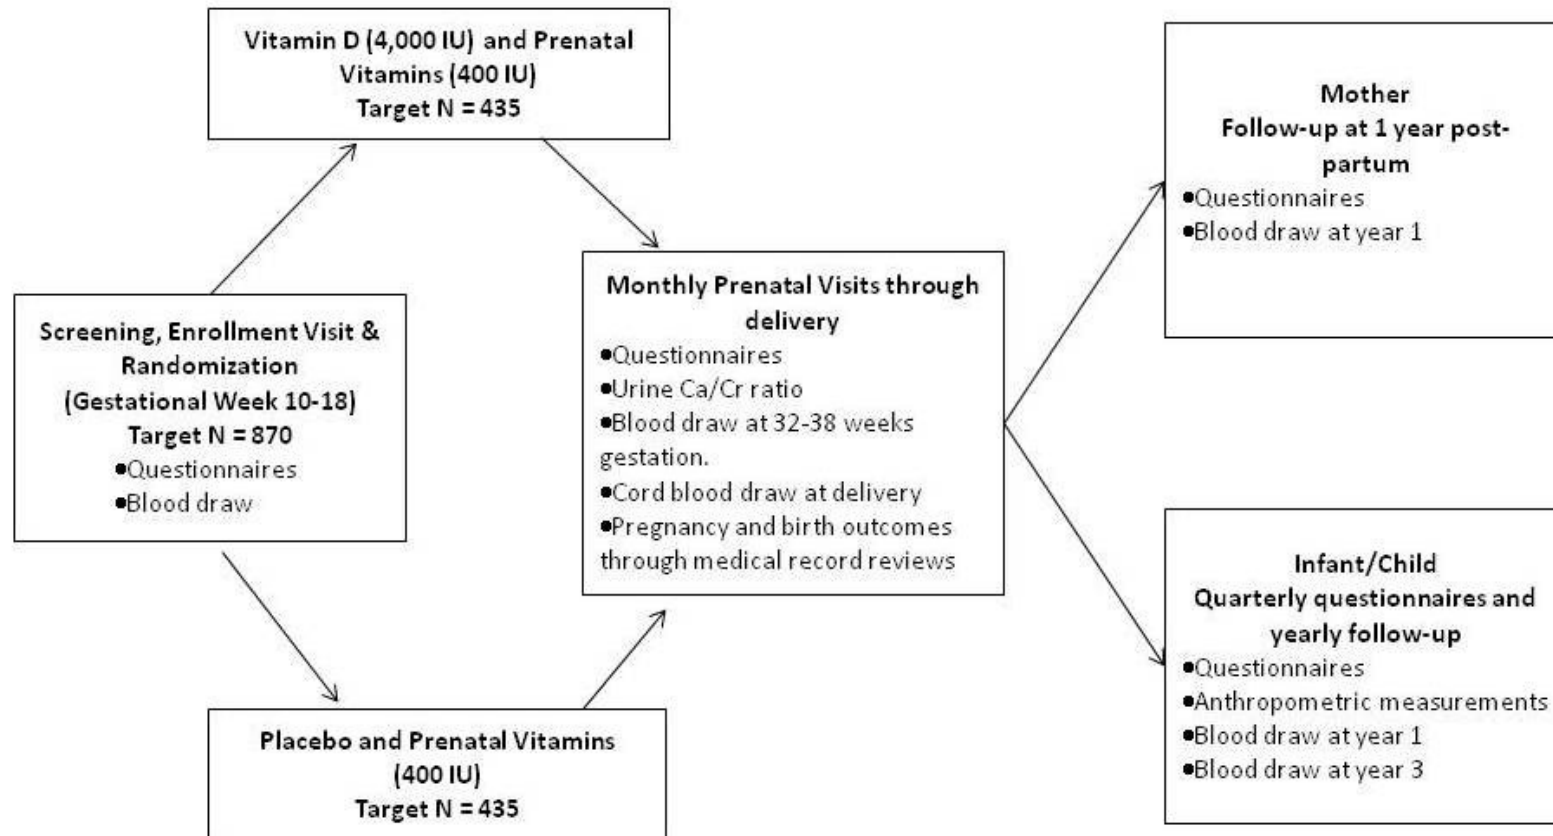 Vitamin D (4,000 IU) and Prenatal
Vitamins (400 IU)
Target N = 435
Screening, Enrollment Visit &
Randomization
(Gestational Week 10-18)
Target N = 870
•Questionnaires
•Blood draw
Placebo and Prenatal Vitamins
(400 IU)
Target N = 435
Monthly Prenatal Visits through
delivery
•Questionnaires
•Urine Ca/Cr ratio
•Blood draw at 32-38 weeks
gestation.
•Cord blood draw at delivery
•Pregnancy and birth outcomes
through medical record reviews
Mother
Follow-up at 1 year post-
partum
•Questionnaires
•Blood draw at year 1
Infant/Child
Quarterly questionnaires and
yearly follow-up
•Questionnaires
•Anthropometric measurements
•Blood draw at year 1
•Blood draw at year 3